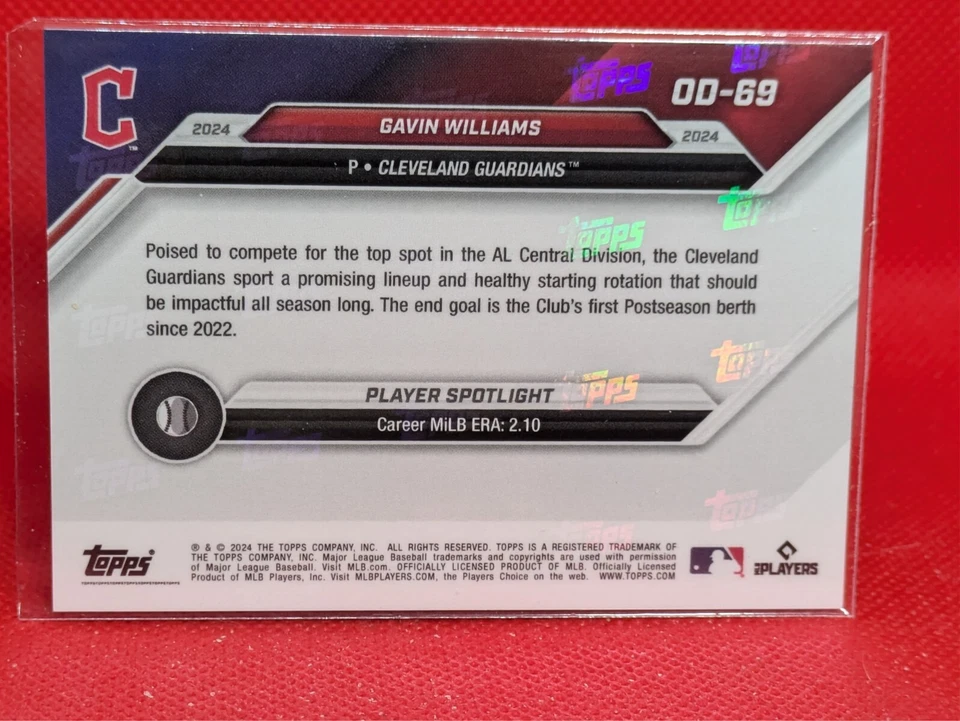 C
TM
Topps
OD-69
2024 GAVIN WILLIAMS 2024
P • CLEVELAND GUARDIANS™
Poised to compete for the top spot in the AL Central Division, the Cleveland
Guardians sport a promising lineup and healthy starting rotation that should
be impactful all season long. The end goal is the Club's first Postseason berth
since 2022.
PLAYER SPOTLIGHT
Career MiLB ERA: 2.10
Topps
® & © 2024 THE TOPPS COMPANY, INC. ALL RIGHTS RESERVED. TOPPS IS A REGISTERED TRADEMARK OF
THE TOPPS COMPANY, INC. Major League Baseball trademarks and copyrights are used with permission
of Major League Baseball. Visit MLB.com. OFFICIALLY LICENSED PRODUCT OF MLB. Officially Licensed
Product of MLB Players, Inc. Visit MLBPLAYERS.COM, the Players Choice on the web. WWW.TOPPS.COM
PLAYERS